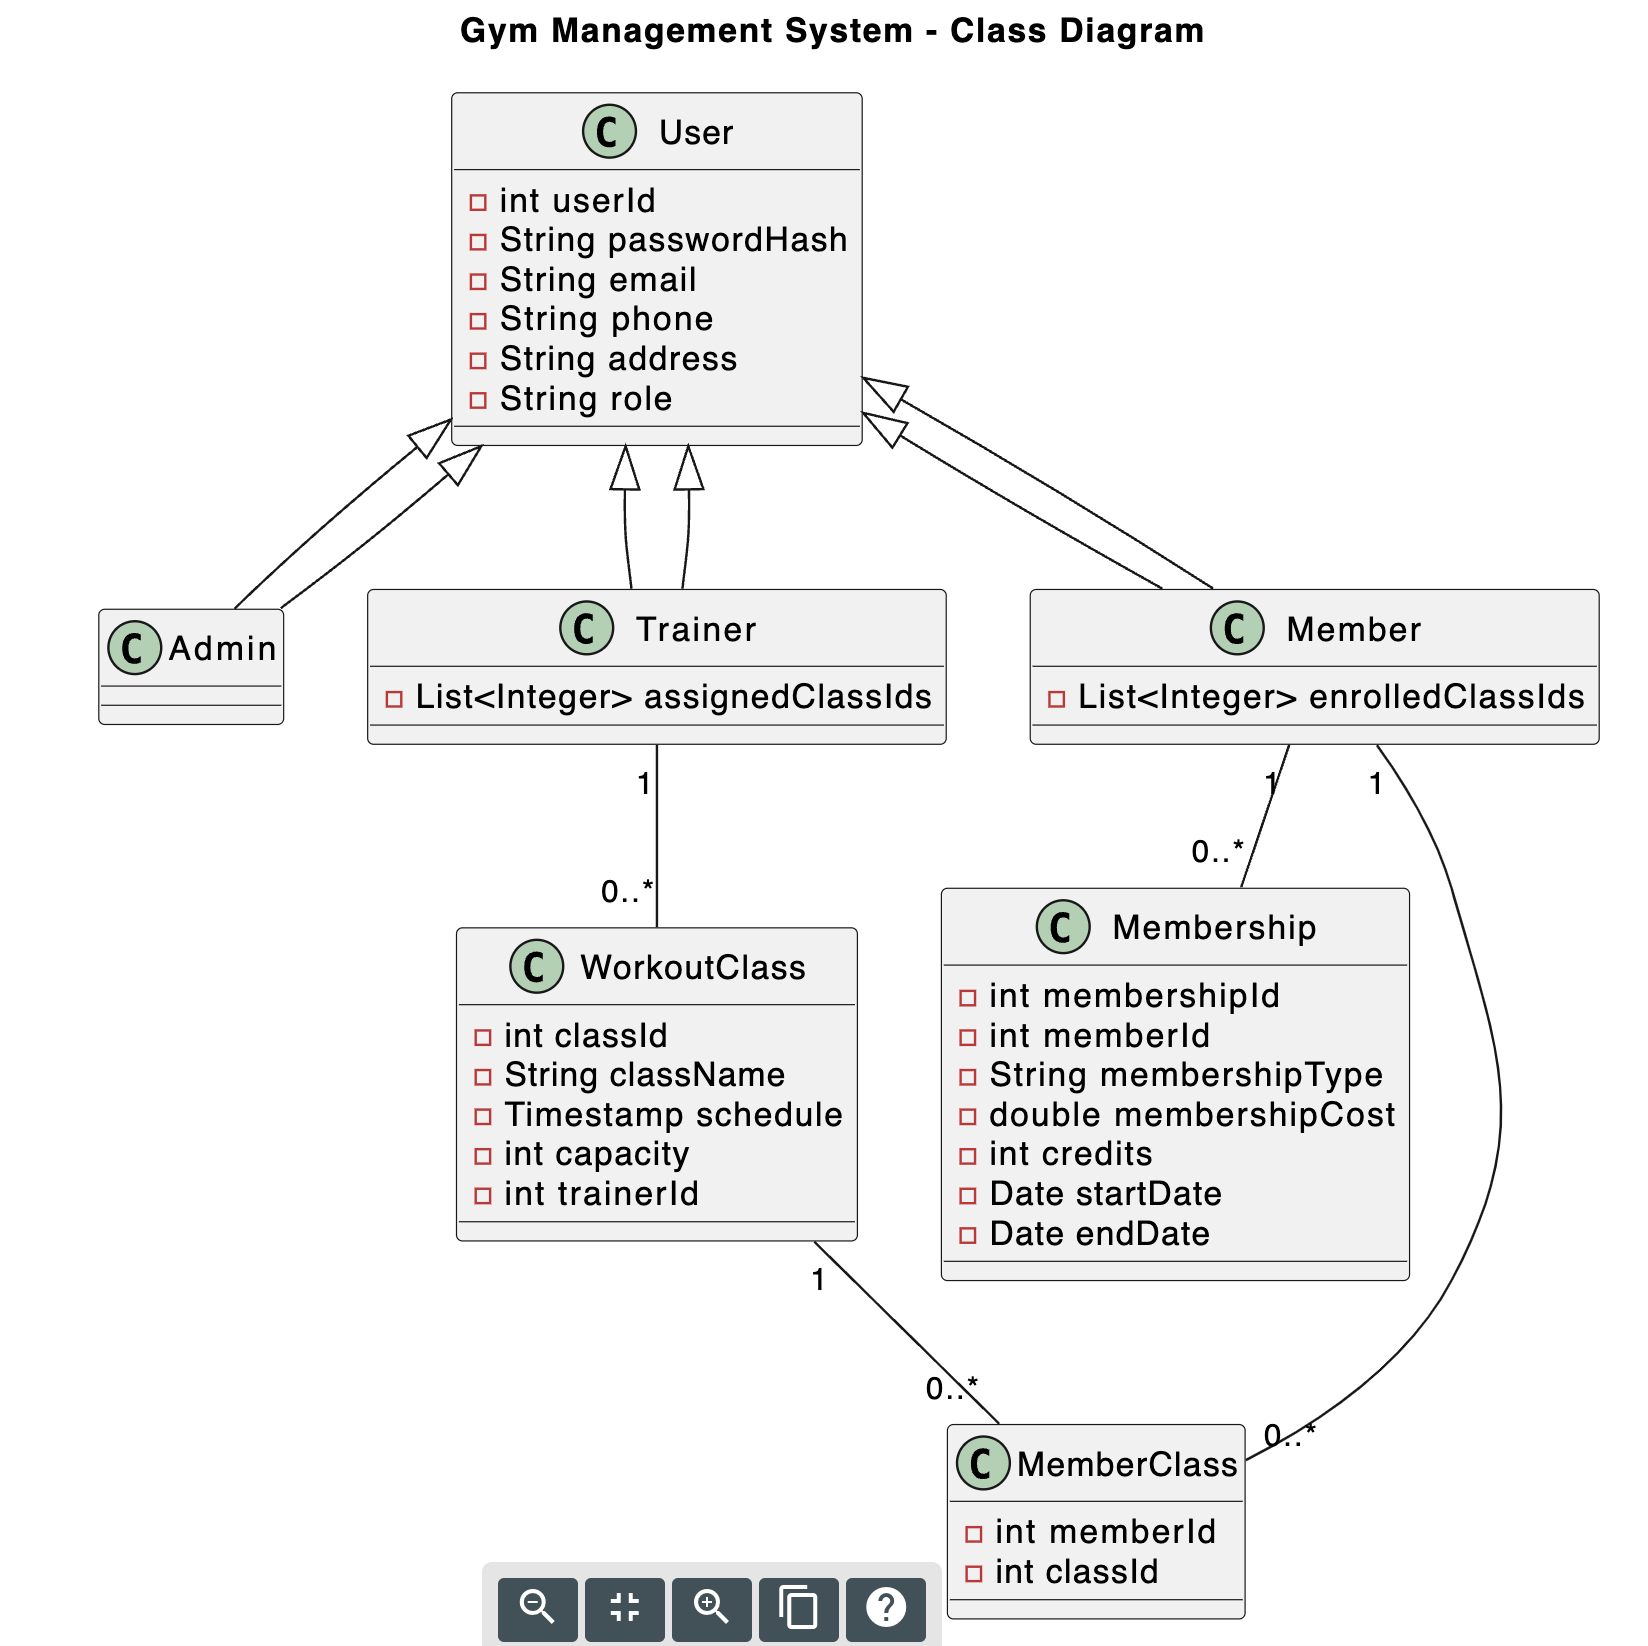 Gym Management System - Class Diagram
C User
int userId
String passwordHash
String email
String phone
String address
String role
C Admin
C Trainer
List<Integer> assignedClassIds
C Member
List<Integer> enrolledClassIds
1
0..*
1
0..*
1
C WorkoutClass
int classId
String className
Timestamp schedule
int capacity
int trainerId
C Membership
int membershipId
int memberId
String membershipType
double membershipCost
int credits
Date startDate
Date endDate
1
0..*
0..*
C MemberClass
int memberId
int classId
?